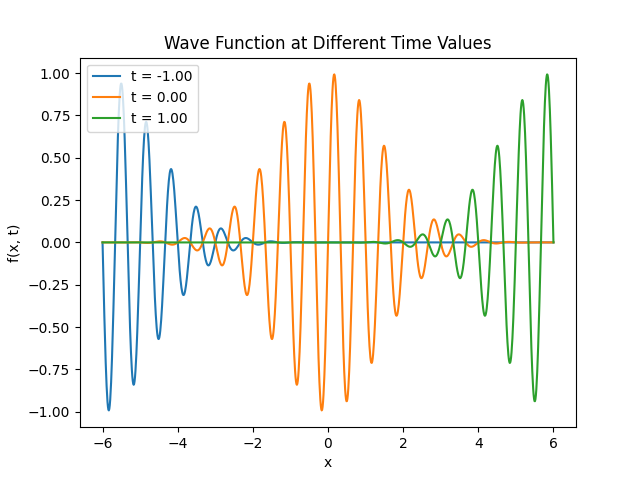 Wave Function at Different Time Values
t = -1.00
t = 0.00
t = 1.00
1.00
0.75
0.50
0.25
0.00
−0.25
−0.50
−0.75
−1.00
f(x, t)
−6
−4
−2
0
2
4
6
x